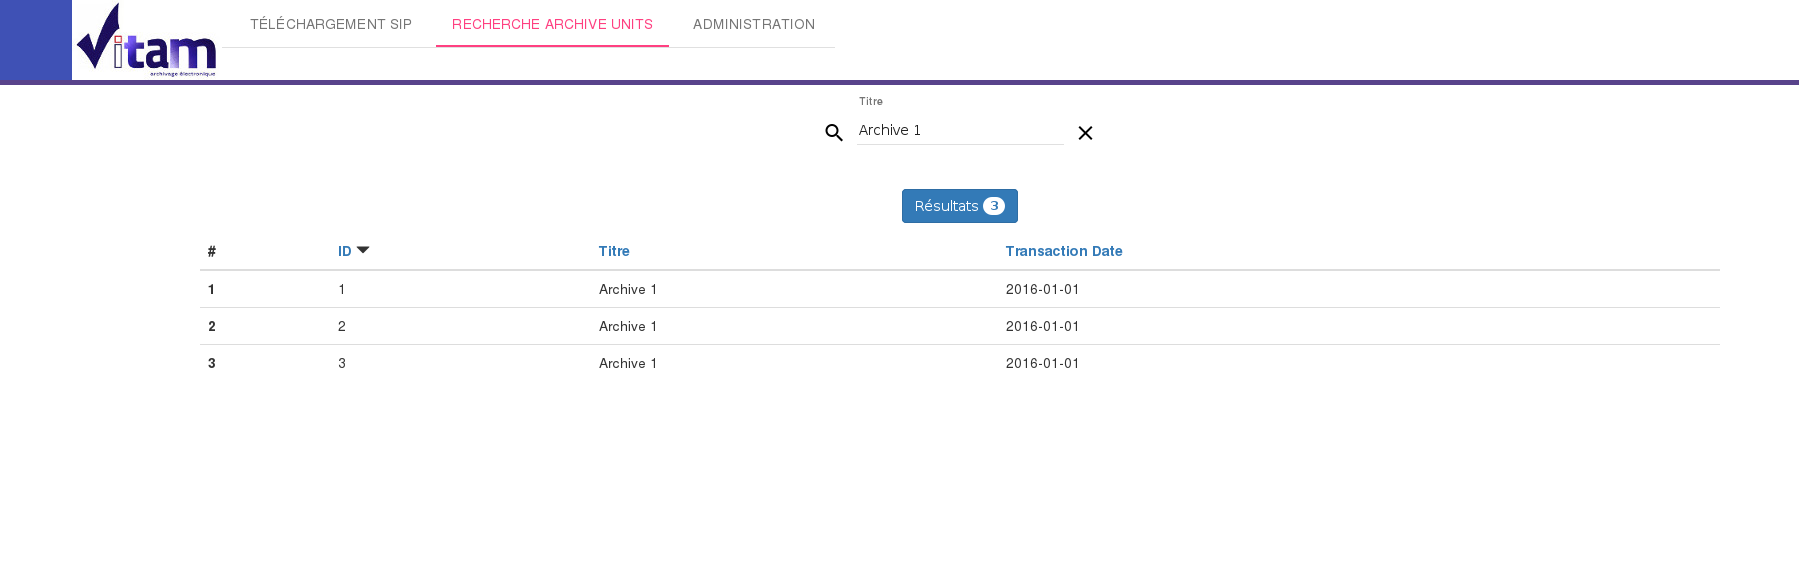 Vitam
archivage électronique
TÉLÉCHARGEMENT SIP RECHERCHE ARCHIVE UNITS ADMINISTRATION
Titre
Archive 1
Résultats 3
# ID Titre Transaction Date
1 1 Archive 1 2016-01-01
2 2 Archive 1 2016-01-01
3 3 Archive 1 2016-01-01